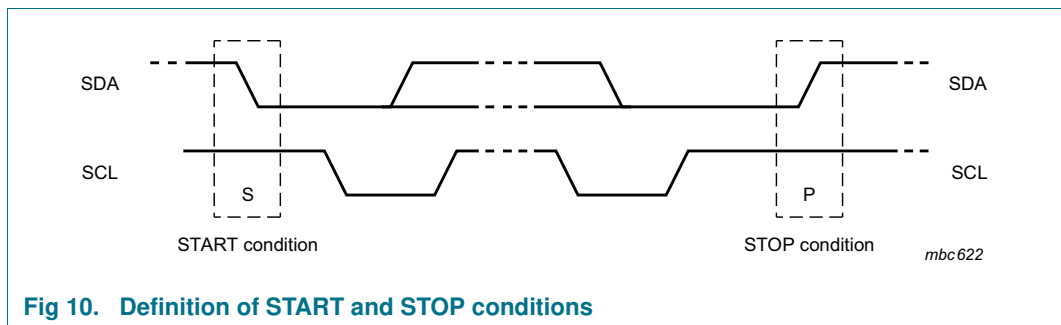 SDA
SDA
SCL
SCL
S
P
START condition
STOP condition
mbc622
Fig 10. Definition of START and STOP conditions